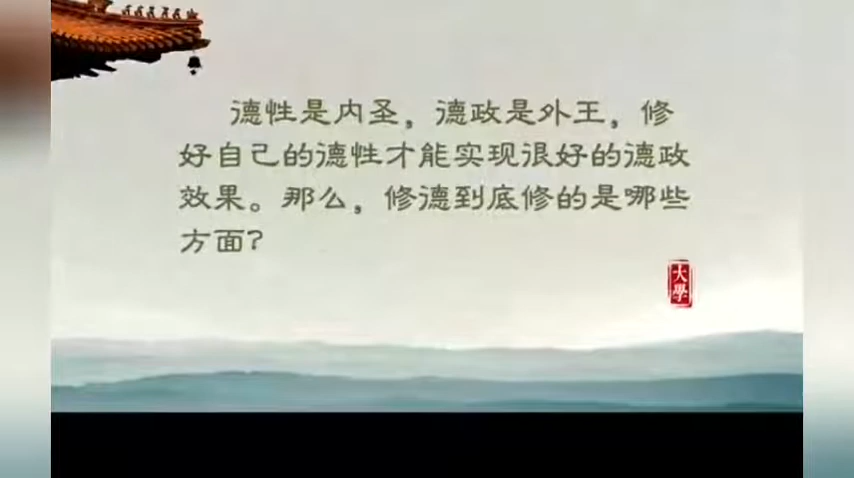 德性是内圣，德政是外王，修
好自己的德性才能实现很好的德政
效果。那么，修德到底修的是哪些
方面？
大學